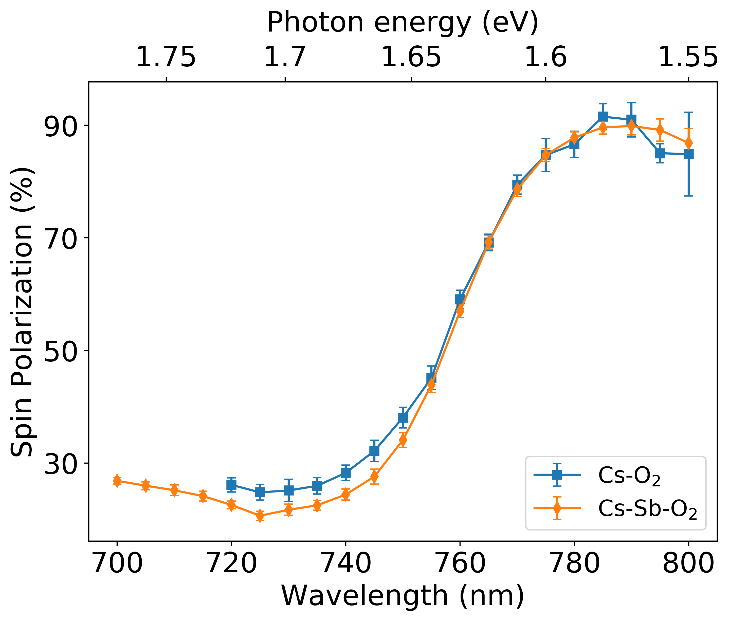 Photon energy (eV)
1.75 1.7 1.65 1.6 1.55
Spin Polarization (%)
90
70
50
30
Cs-O₂
Cs-Sb-O₂
700 720 740 760 780 800
Wavelength (nm)